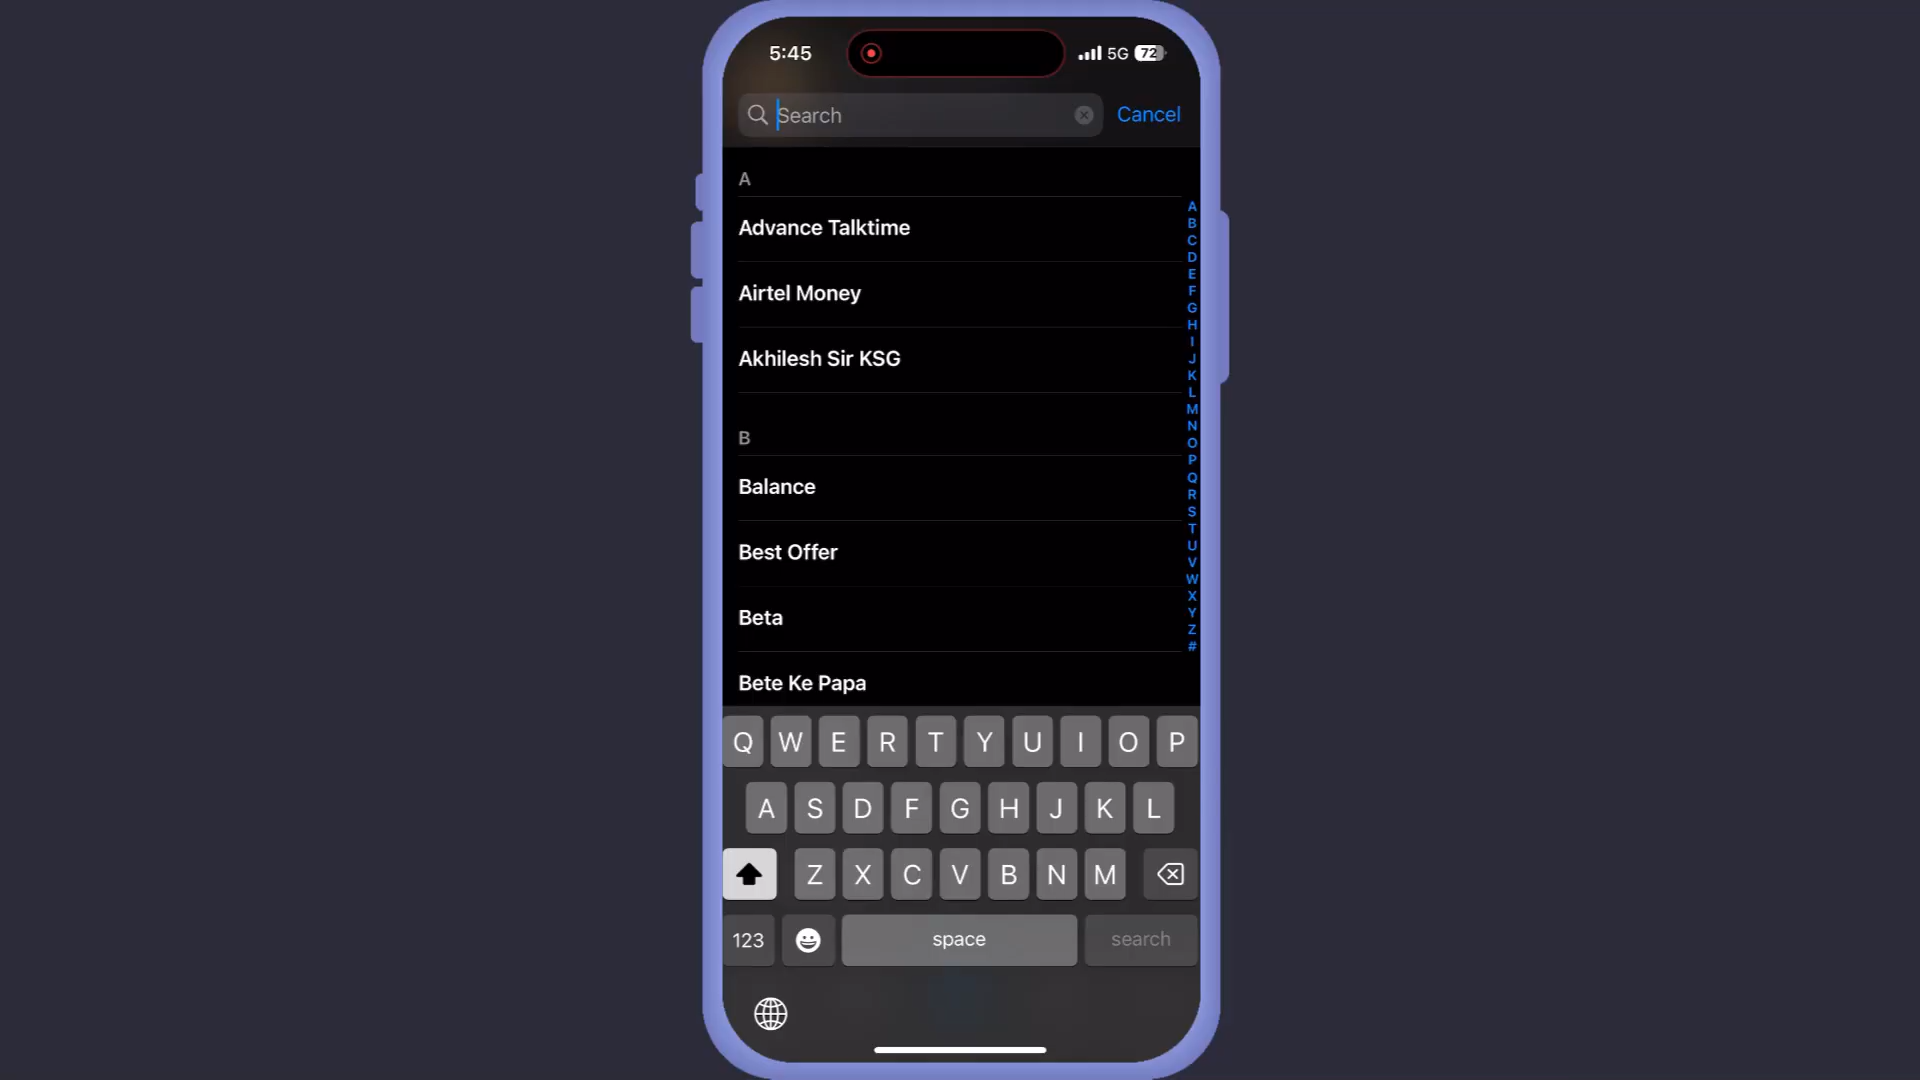 5:45
5G 72
Search
Cancel
A
Advance Talktime
Airtel Money
Akhilesh Sir KSG
B
Balance
Best Offer
Beta
Bete Ke Papa
A
B
C
D
E
F
G
H
I
J
K
L
M
N
O
P
Q
R
S
T
U
V
W
X
Y
Z
#
Q W E R T Y U I O P
A S D F G H J K L
Z X C V B N M
123 space search